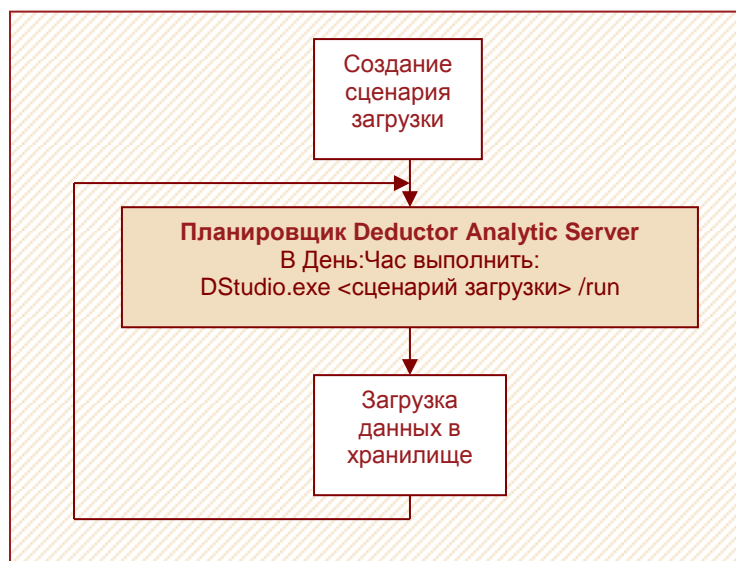 Создание
сценария
загрузки
Планировщик Deductor Analytic Server
В День:Час выполнить:
DStudio.exe <сценарий загрузки> /run
Загрузка
данных в
хранилище